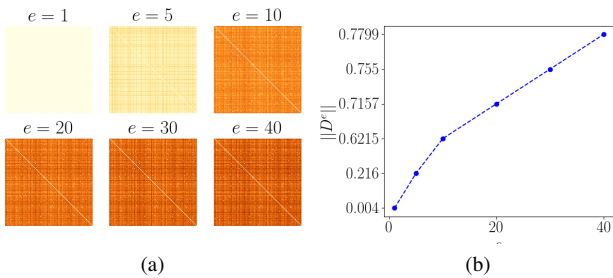 e = 1 e = 5 e = 10
e = 20 e = 30 e = 40
(a)
||D^e||
0.7799
0.755
0.7157
0.6215
0.216
0.004
0 20 40
(b)